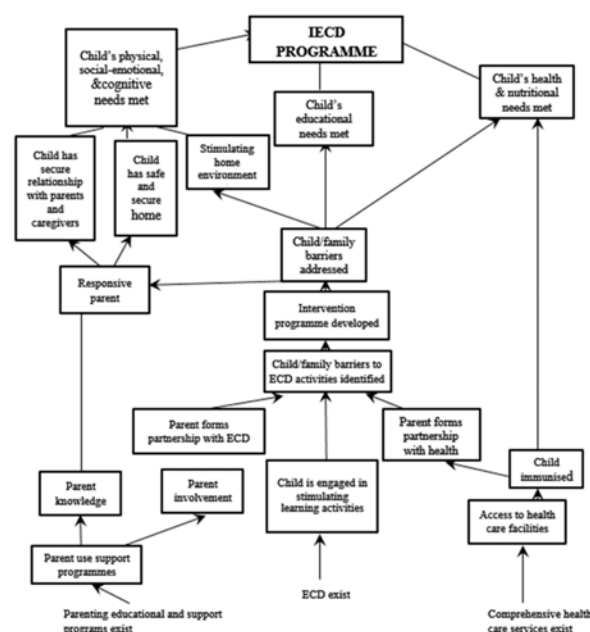 IECD
PROGRAMME
Child's physical,
social-emotional,
&cognitive
needs met
Child's health
& nutritional
needs met
Child's
educational
needs met
Child has
secure
relationship
with parents
and
caregivers
Child
has safe
and
secure
home
Stimulating
home
environment
Child/family
barriers
addressed
Responsive
parent
Intervention
programme developed
Child/family barriers to
ECD activities identified
Parent forms
partnership with ECD
Parent forms
partnership
with health
Parent
knowledge
Parent
involvement
Child is engaged in
stimulating
learning activities
Child
immunised
Access to health
care facilities
Parent use support
programmes
ECD exist
Parenting educational and support
programs exist
Comprehensive health
care services exist